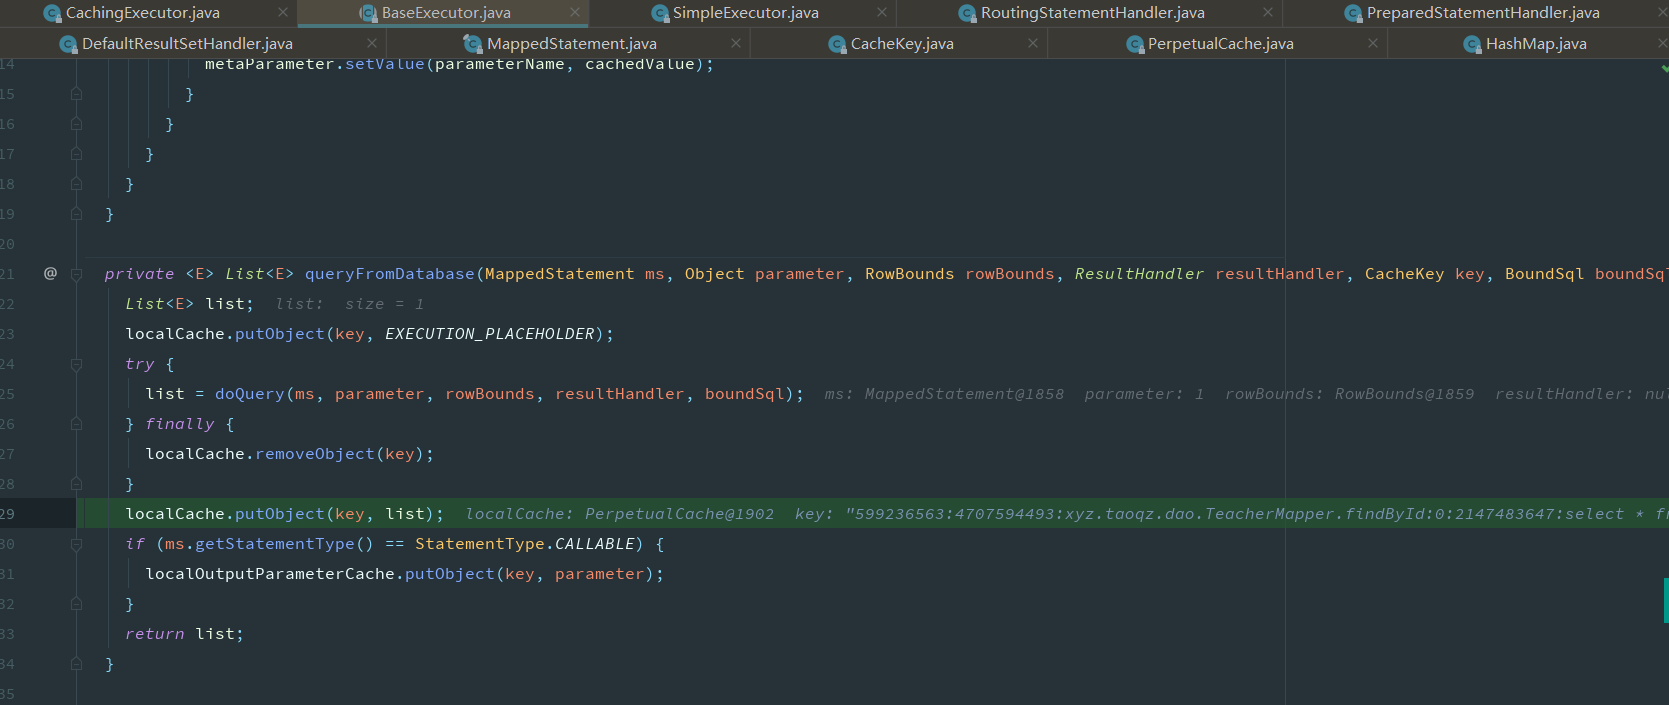 CachingExecutor.java BaseExecutor.java SimpleExecutor.java RoutingStatementHandler.java PreparedStatementHandler.java
DefaultResultSetHandler.java MappedStatement.java CacheKey.java PerpetualCache.java HashMap.java
14 metaParameter.setValue(parameterName, cachedValue);
15 }
16 }
17 }
18 }
19 }
20
21 @ private <E> List<E> queryFromDatabase(MappedStatement ms, Object parameter, RowBounds rowBounds, ResultHandler resultHandler, CacheKey key, BoundSql boundSql
22 List<E> list; list: size = 1
23 localCache.putObject(key, EXECUTION_PLACEHOLDER);
24 try {
25 list = doQuery(ms, parameter, rowBounds, resultHandler, boundSql); ms: MappedStatement@1858 parameter: 1 rowBounds: RowBounds@1859 resultHandler: nul
26 } finally {
27 localCache.removeObject(key);
28 }
29 localCache.putObject(key, list); localCache: PerpetualCache@1902 key: "599236563:4707594493:xyz.taoqz.dao.TeacherMapper.findById:0:2147483647:select * fr
30 if (ms.getStatementType() == StatementType.CALLABLE) {
31 localOutputParameterCache.putObject(key, parameter);
32 }
33 return list;
34 }
35